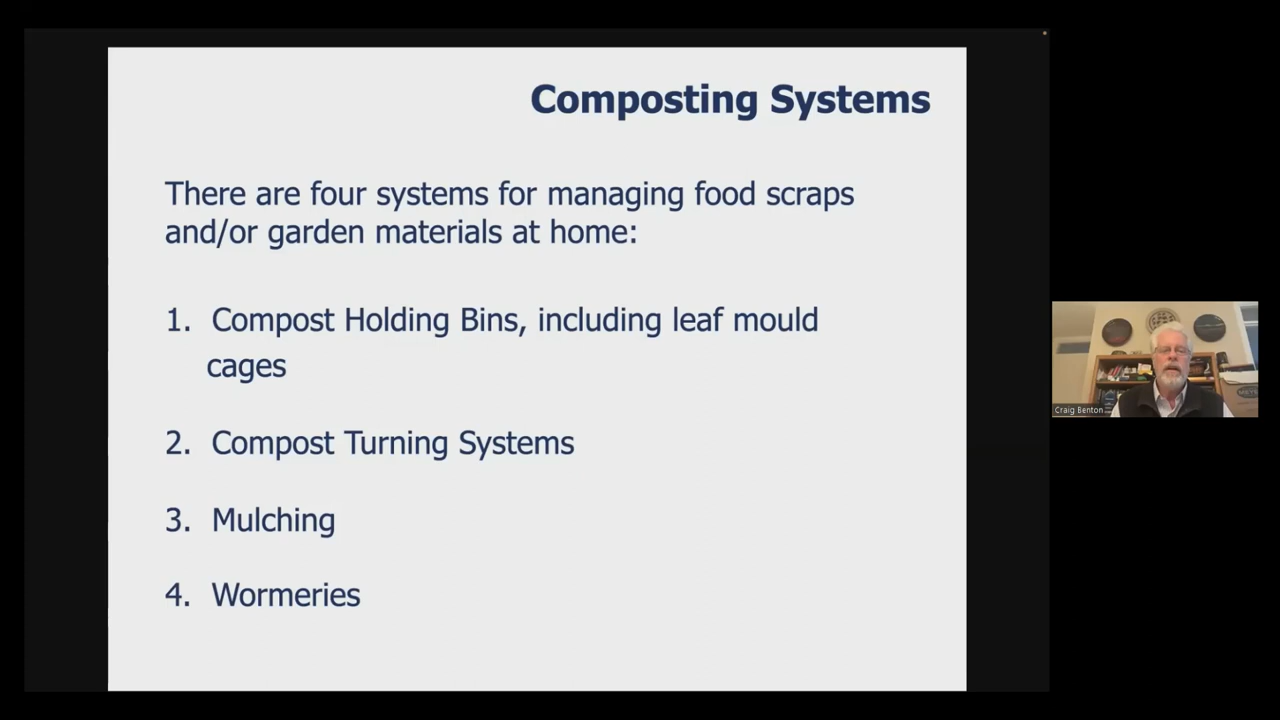 Composting Systems
There are four systems for managing food scraps
and/or garden materials at home:
1. Compost Holding Bins, including leaf mould
cages
2. Compost Turning Systems
3. Mulching
4. Wormeries
Craig Benton